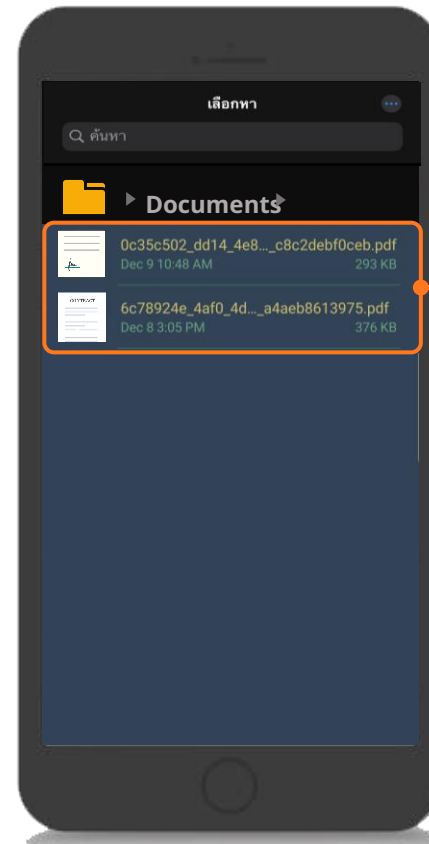 เลือกหา
ค้นหา
Documents
0c35c502_dd14_4e8..._c8c2debf0ceb.pdf
Dec 9 10:48 AM 293 KB
CONTRACT
6c78924e_4af0_4d..._a4aeb8613975.pdf
Dec 8 3:05 PM 376 KB